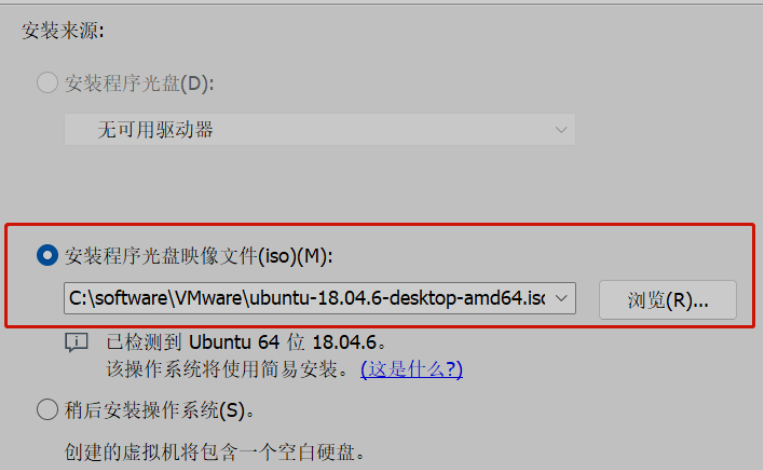 安装来源:
安装程序光盘(D):
无可用驱动器
安装程序光盘映像文件(iso)(M):
C:\software\VMware\ubuntu-18.04.6-desktop-amd64.iso
浏览(R)...
已检测到 Ubuntu 64 位 18.04.6。
该操作系统将使用简易安装。(这是什么?)
稍后安装操作系统(S)。
创建的虚拟机将包含一个空白硬盘。